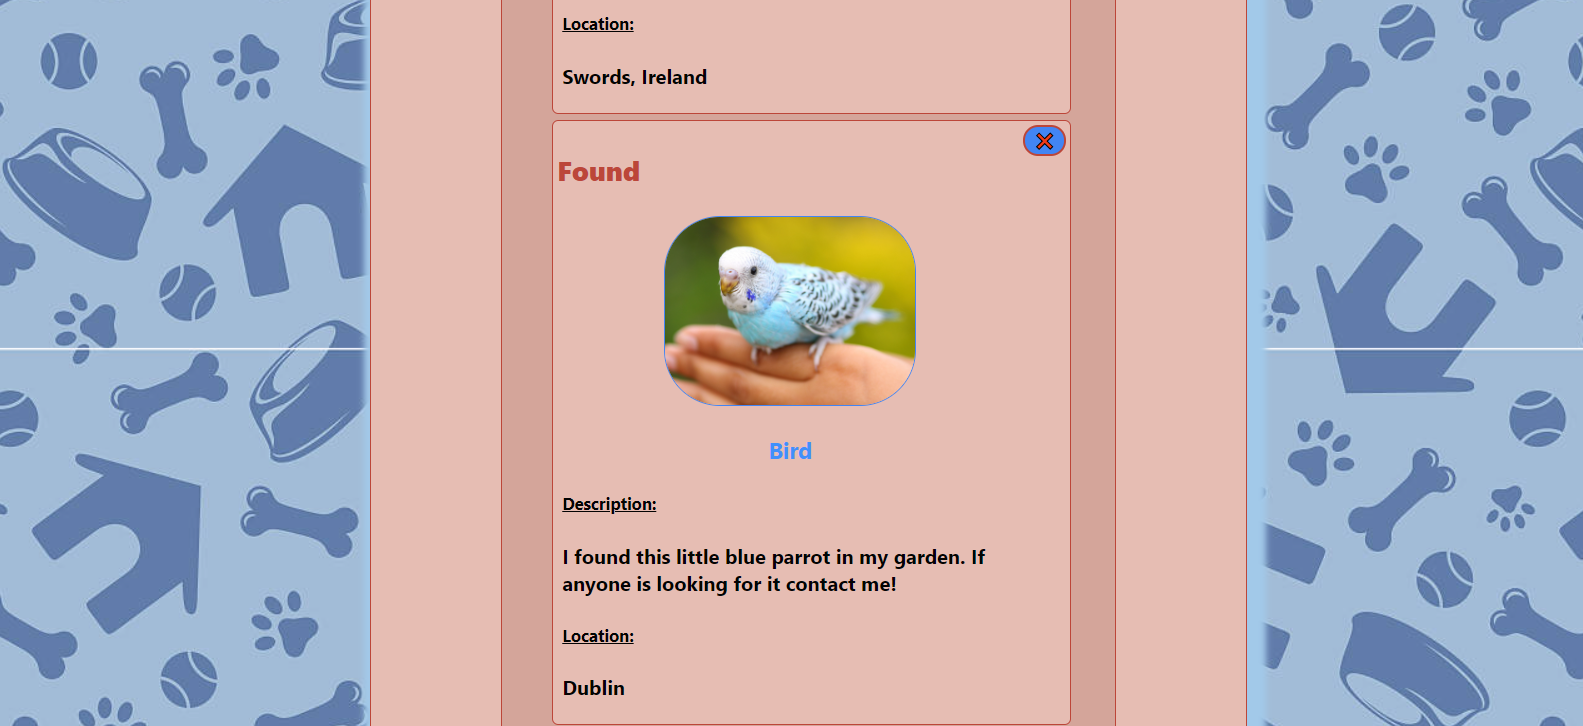 Location:
Swords, Ireland
Found
Bird
Description:
I found this little blue parrot in my garden. If
anyone is looking for it contact me!
Location:
Dublin